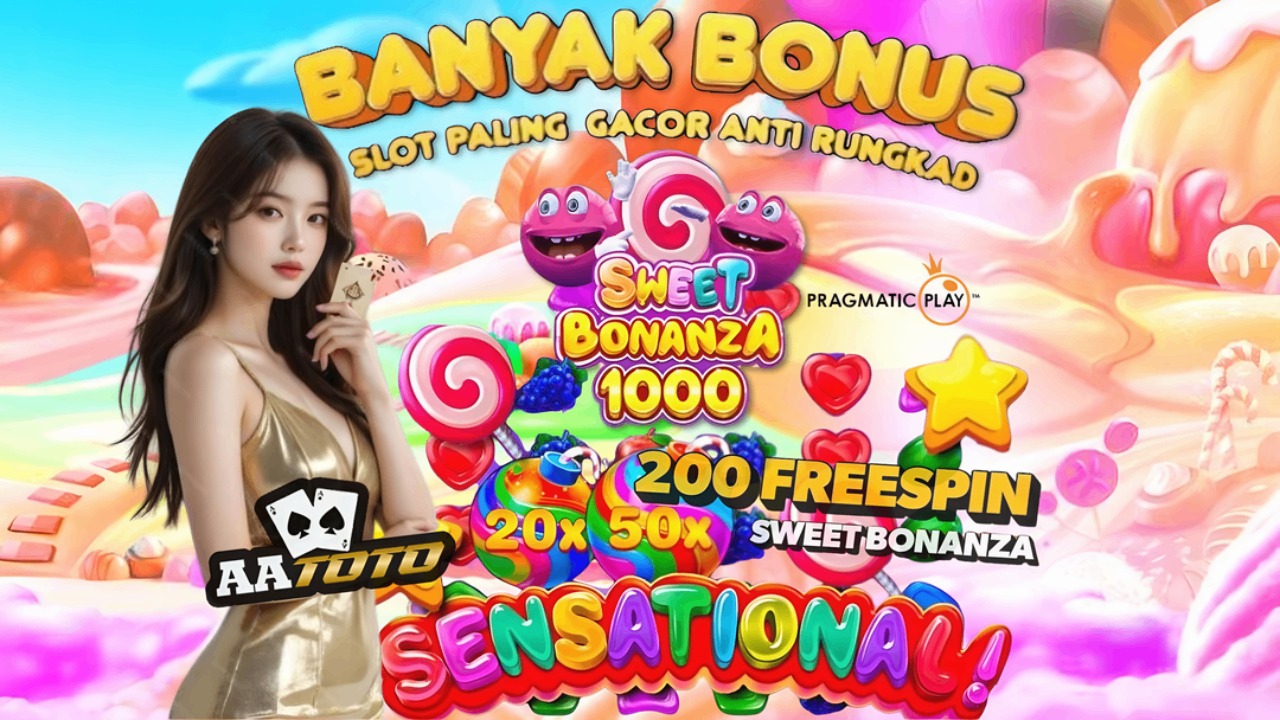 BANYAK BONUS
SLOT PALING GACOR ANTI RUNGKAD
SWEET
BONANZA
1000
PRAGMATIC PLAY™
200 FREESPIN
20x 50x
SWEET BONANZA
AATOTO
SENSATIONAL!